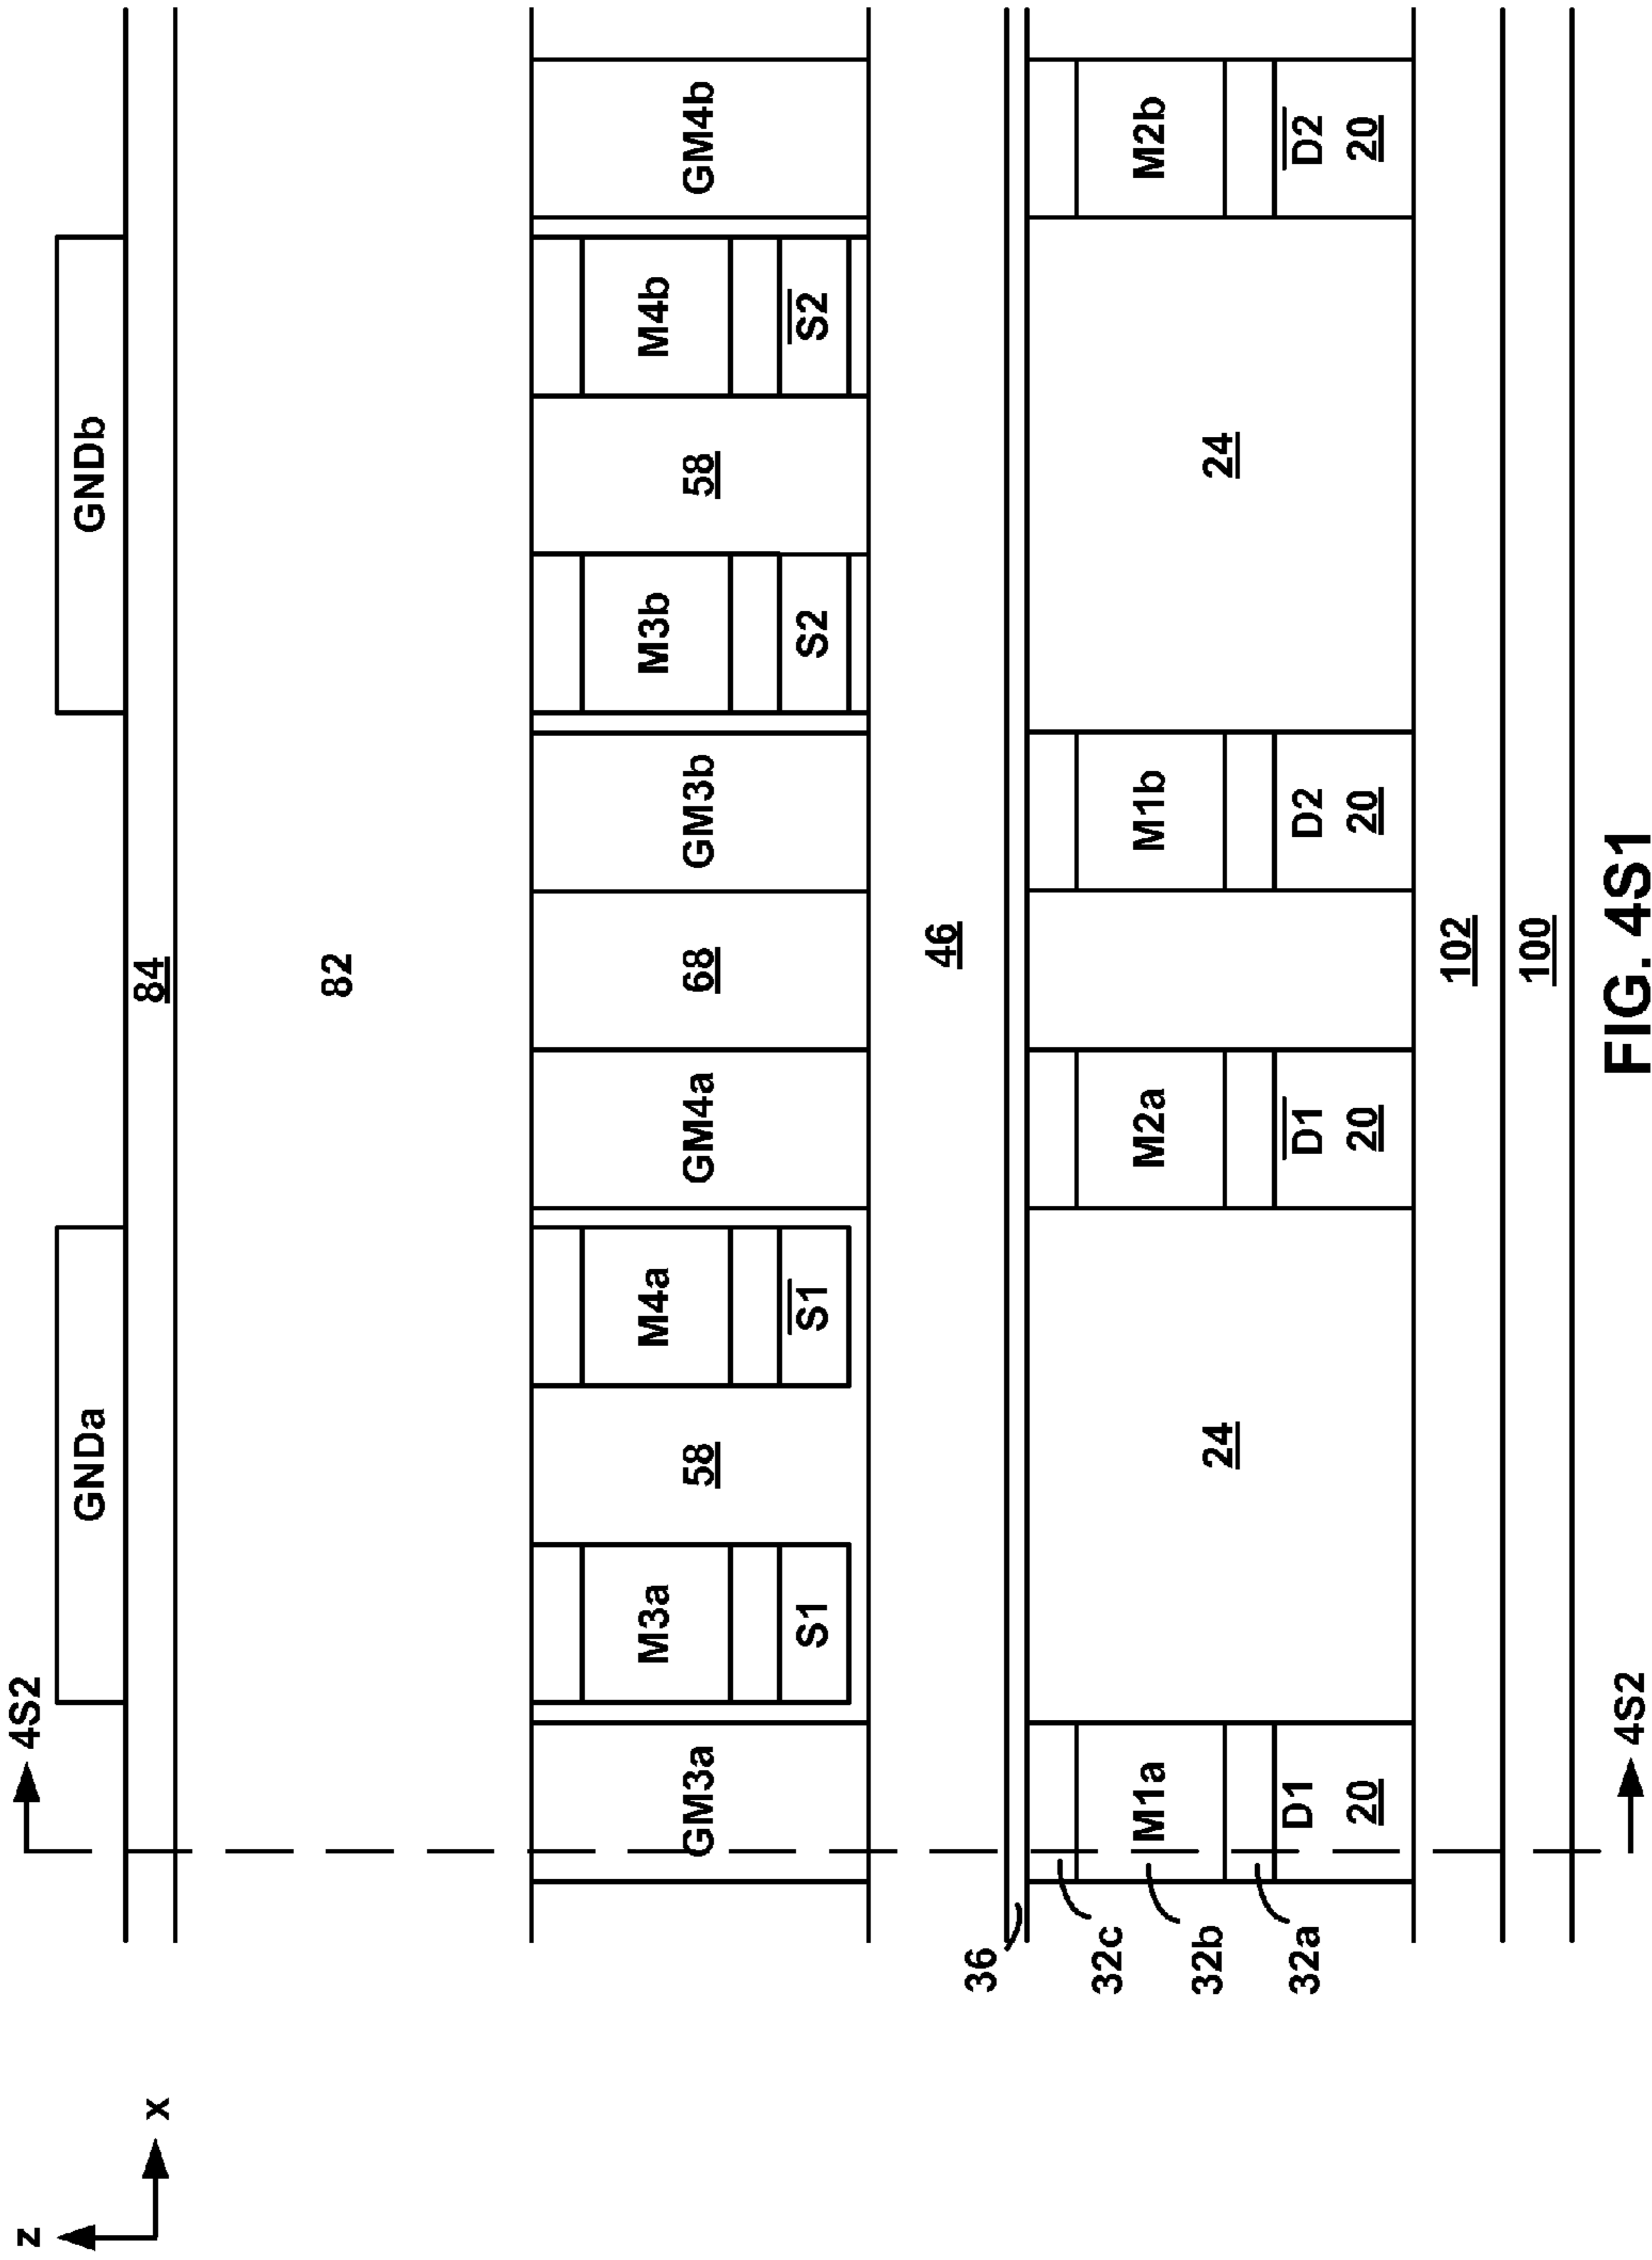 z
4S2
GNDa GNDb
x
84
82
GM3a M3a 58 M4a GM4a 68 GM3b M3b 58 M4b GM4b
S1 S̅1̅ S2 S̅2̅
46
36
32c
32b
32a
M1a 24 M2a M1b 24 M2b
D1 D̅1̅ D2 D̅2̅
20 20 20 20
102
100
4S2
FIG. 4S1